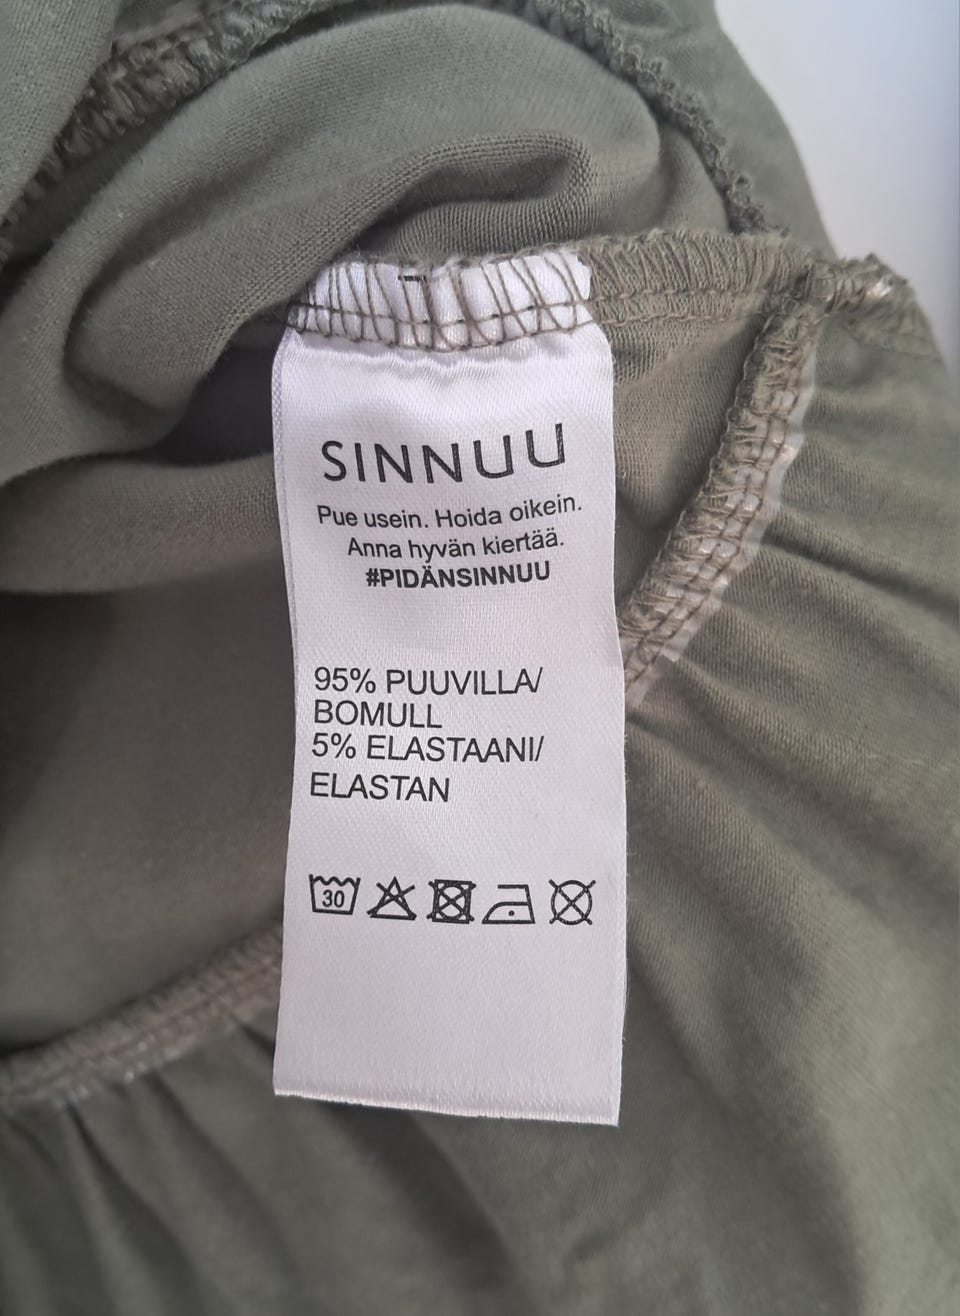 SINNUU
Pue usein. Hoida oikein.
Anna hyvän kiertää.
#PIDÄNSINNUU
95% PUUVILLA/
BOMULL
5% ELASTAANI/
ELASTAN
30